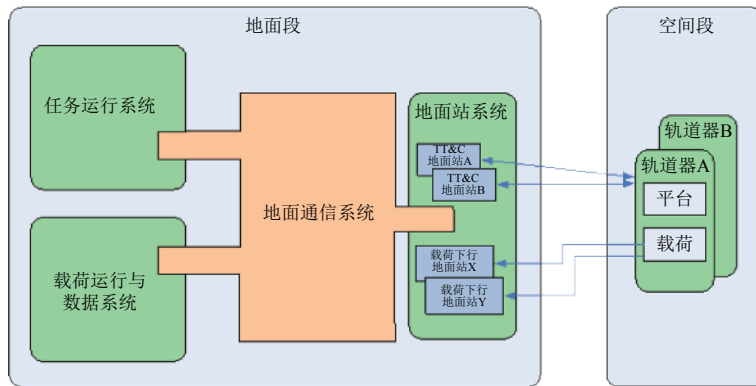 地面段
任务运行系统
载荷运行与
数据系统
地面通信系统
地面站系统
TT&C
地面站A
TT&C
地面站B
载荷下行
地面站X
载荷下行
地面站Y
空间段
轨道器B
轨道器A
平台
载荷